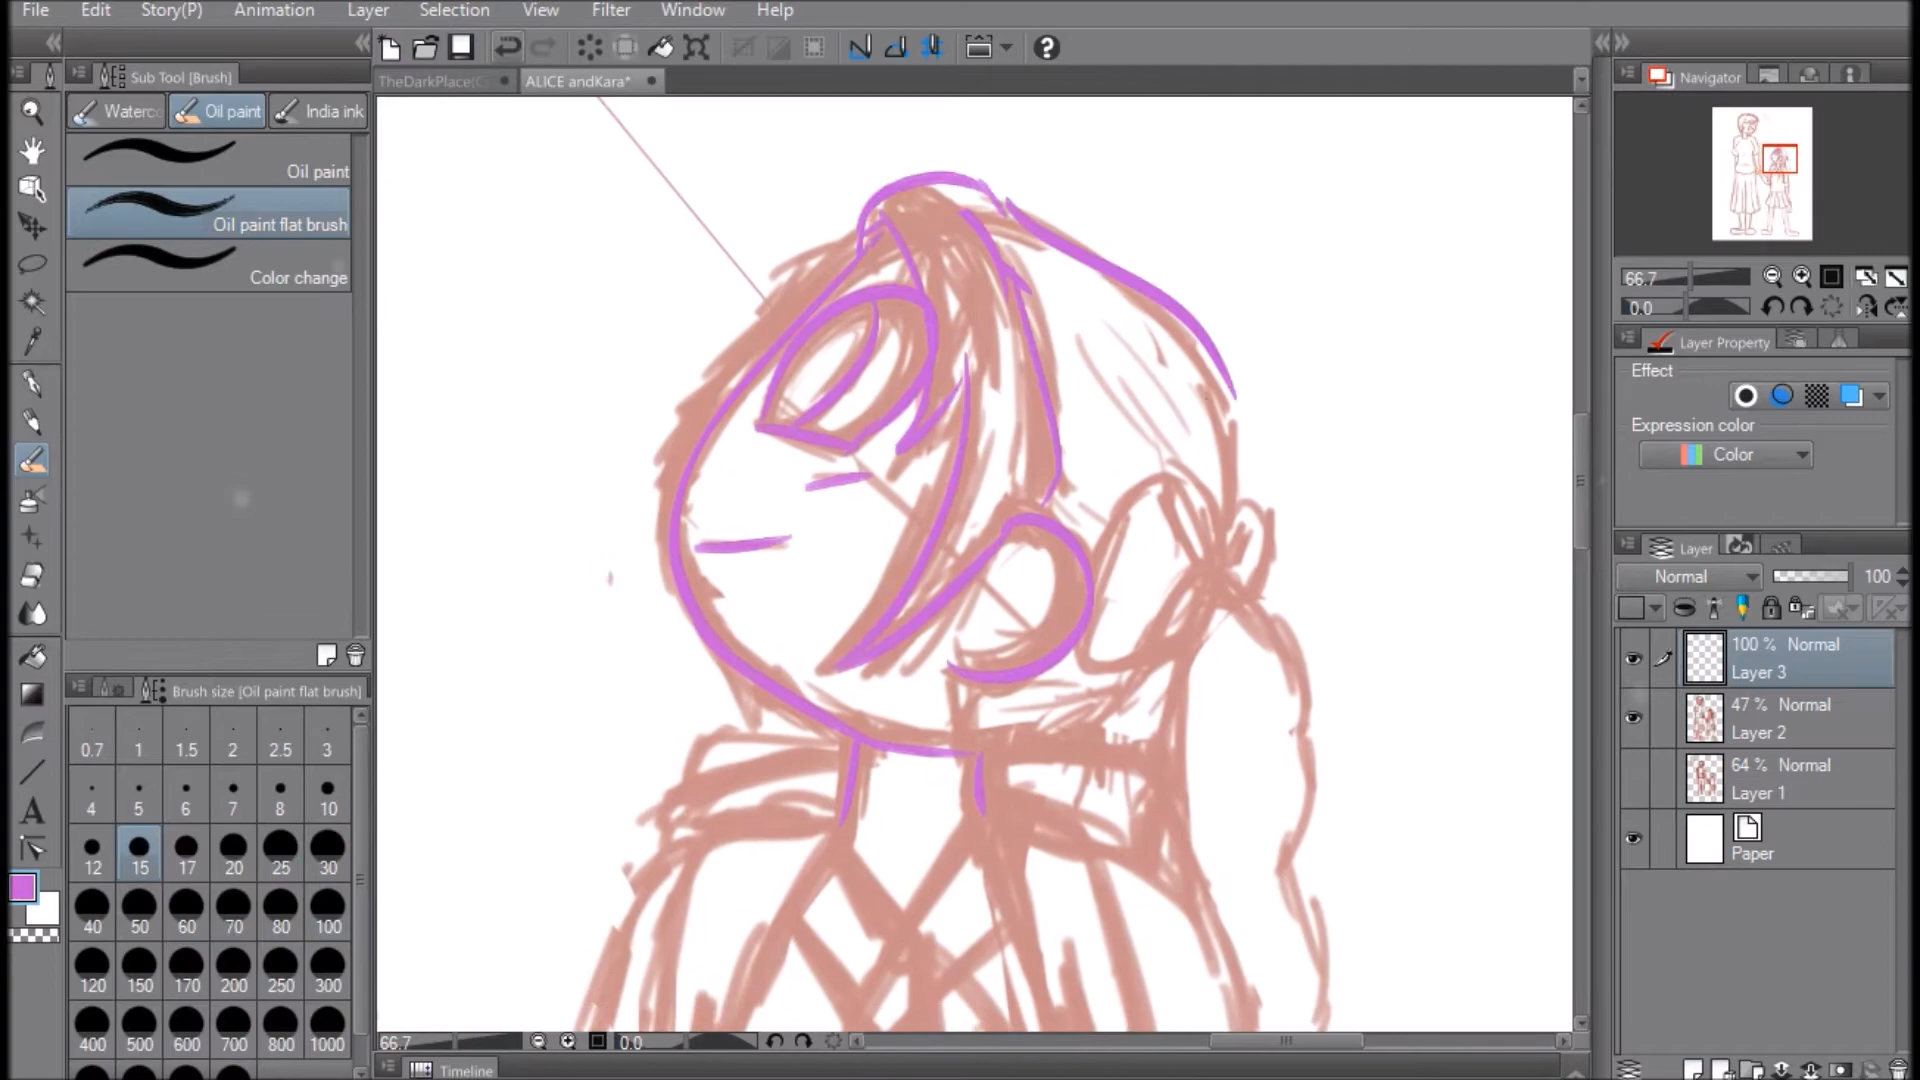 File Edit Story(P) Animation Layer Selection View Filter Window Help
Sub Tool [Brush]
TheDarkPlace(C ALICE andKara*
Navigator
Waterco Oil paint India ink
Oil paint
Oil paint flat brush
Color change
66.7
0.0
Layer Property
Effect
Expression color
Color
Layer
Normal 100
100 % Normal
Layer 3
47 % Normal
Layer 2
64 % Normal
Layer 1
Paper
Brush size [Oil paint flat brush]
0.7 1 1.5 2 2.5 3
4 5 6 7 8 10
12 15 17 20 25 30
40 50 60 70 80 100
120 150 170 200 250 300
400 500 600 700 800 1000
A
66.7 0.0
Timeline